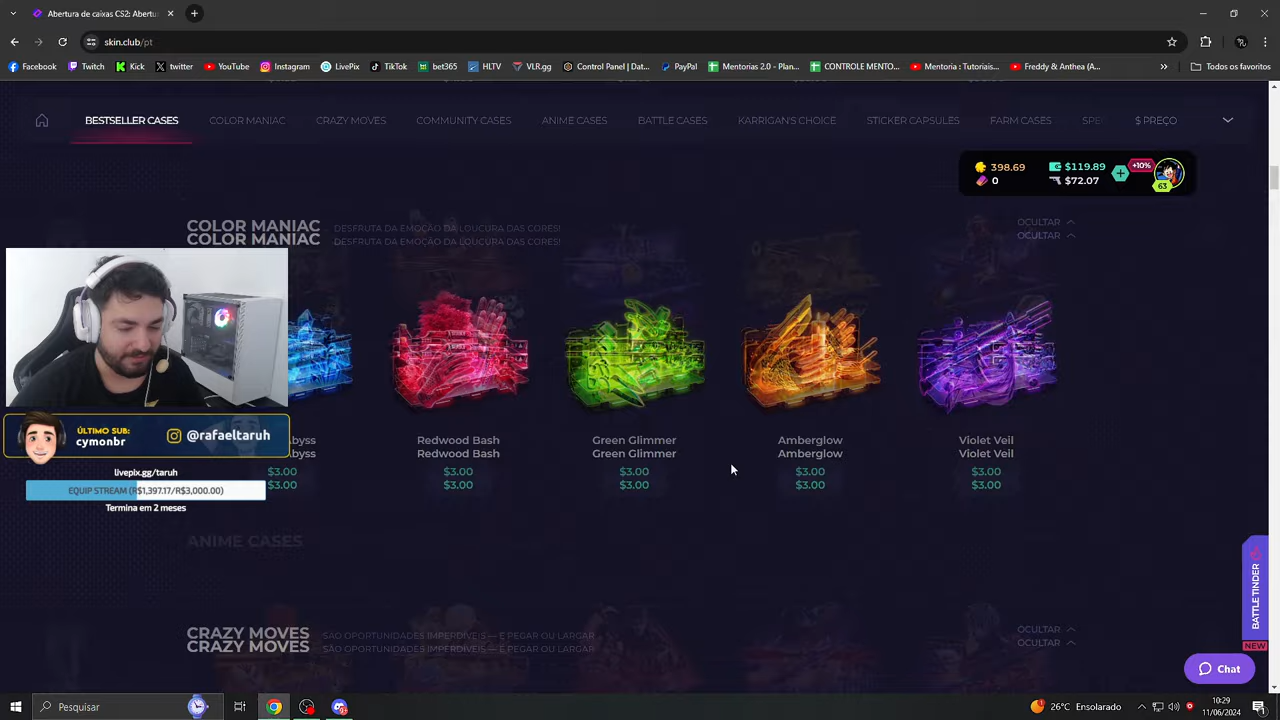 Abertura de caixas CS2: Abertur
skin.club/pt
Facebook
Twitch
Kick
twitter
YouTube
Instagram
LivePix
TikTok
bet365
HLTV
VLR.gg
Control Panel | Dat...
PayPal
Mentorias 2.0 - Plan...
CONTROLE MENTO...
Mentoria : Tutoriais...
Freddy & Anthea (A...
Todos os favoritos
BESTSELLER CASES
COLOR MANIAC
CRAZY MOVES
COMMUNITY CASES
ANIME CASES
BATTLE CASES
KARRIGAN'S CHOICE
STICKER CAPSULES
FARM CASES
SPE
$ PREÇO
398.69
$119.89
+10%
0
$72.07
63
COLOR MANIAC
DESFRUTA DA EMOÇÃO DA LOUCURA DAS CORES!
OCULTAR
COLOR MANIAC
DESFRUTA DA EMOÇÃO DA LOUCURA DAS CORES!
OCULTAR
Abyss
Redwood Bash
Green Glimmer
Amberglow
Violet Veil
Abyss
Redwood Bash
Green Glimmer
Amberglow
Violet Veil
$3.00
$3.00
$3.00
$3.00
$3.00
$3.00
$3.00
$3.00
$3.00
$3.00
ÚLTIMO SUB:
cymonbr
@rafaeltaruh
livepix.gg/taruh
EQUIP STREAM (R$1,397.17/R$3,000.00)
Termina em 2 meses
ANIME CASES
CRAZY MOVES
SÃO OPORTUNIDADES IMPERDÍVEIS — É PEGAR OU LARGAR
OCULTAR
CRAZY MOVES
SÃO OPORTUNIDADES IMPERDÍVEIS — É PEGAR OU LARGAR
OCULTAR
BATTLE TINDER
NEW
Chat
Pesquisar
26°C Ensolarado
10:29
11/06/2024